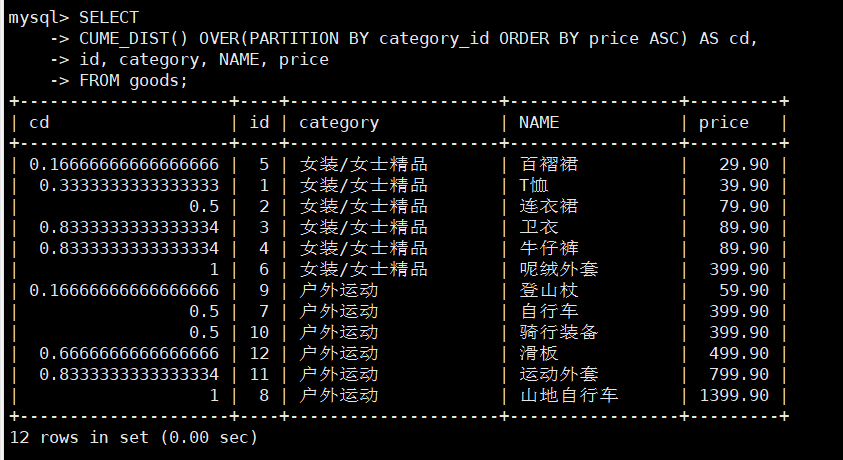 mysql> SELECT
    -> CUME_DIST() OVER(PARTITION BY category_id ORDER BY price ASC) AS cd,
    -> id, category, NAME, price
    -> FROM goods;
+---------------------+----+---------------------+-----------------+---------+
| cd                  | id | category            | NAME            | price   |
+---------------------+----+---------------------+-----------------+---------+
| 0.16666666666666666 |  5 | 女装/女士精品       | 百褶裙          |   29.90 |
|  0.3333333333333333 |  1 | 女装/女士精品       | T恤             |   39.90 |
|                 0.5 |  2 | 女装/女士精品       | 连衣裙          |   79.90 |
|  0.8333333333333334 |  3 | 女装/女士精品       | 卫衣            |   89.90 |
|  0.8333333333333334 |  4 | 女装/女士精品       | 牛仔裤          |   89.90 |
|                   1 |  6 | 女装/女士精品       | 呢绒外套        |  399.90 |
| 0.16666666666666666 |  9 | 户外运动            | 登山杖          |   59.90 |
|                 0.5 |  7 | 户外运动            | 自行车          |  399.90 |
|                 0.5 | 10 | 户外运动            | 骑行装备        |  399.90 |
|  0.6666666666666666 | 12 | 户外运动            | 滑板            |  499.90 |
|  0.8333333333333334 | 11 | 户外运动            | 运动外套        |  799.90 |
|                   1 |  8 | 户外运动            | 山地自行车      | 1399.90 |
+---------------------+----+---------------------+-----------------+---------+
12 rows in set (0.00 sec)